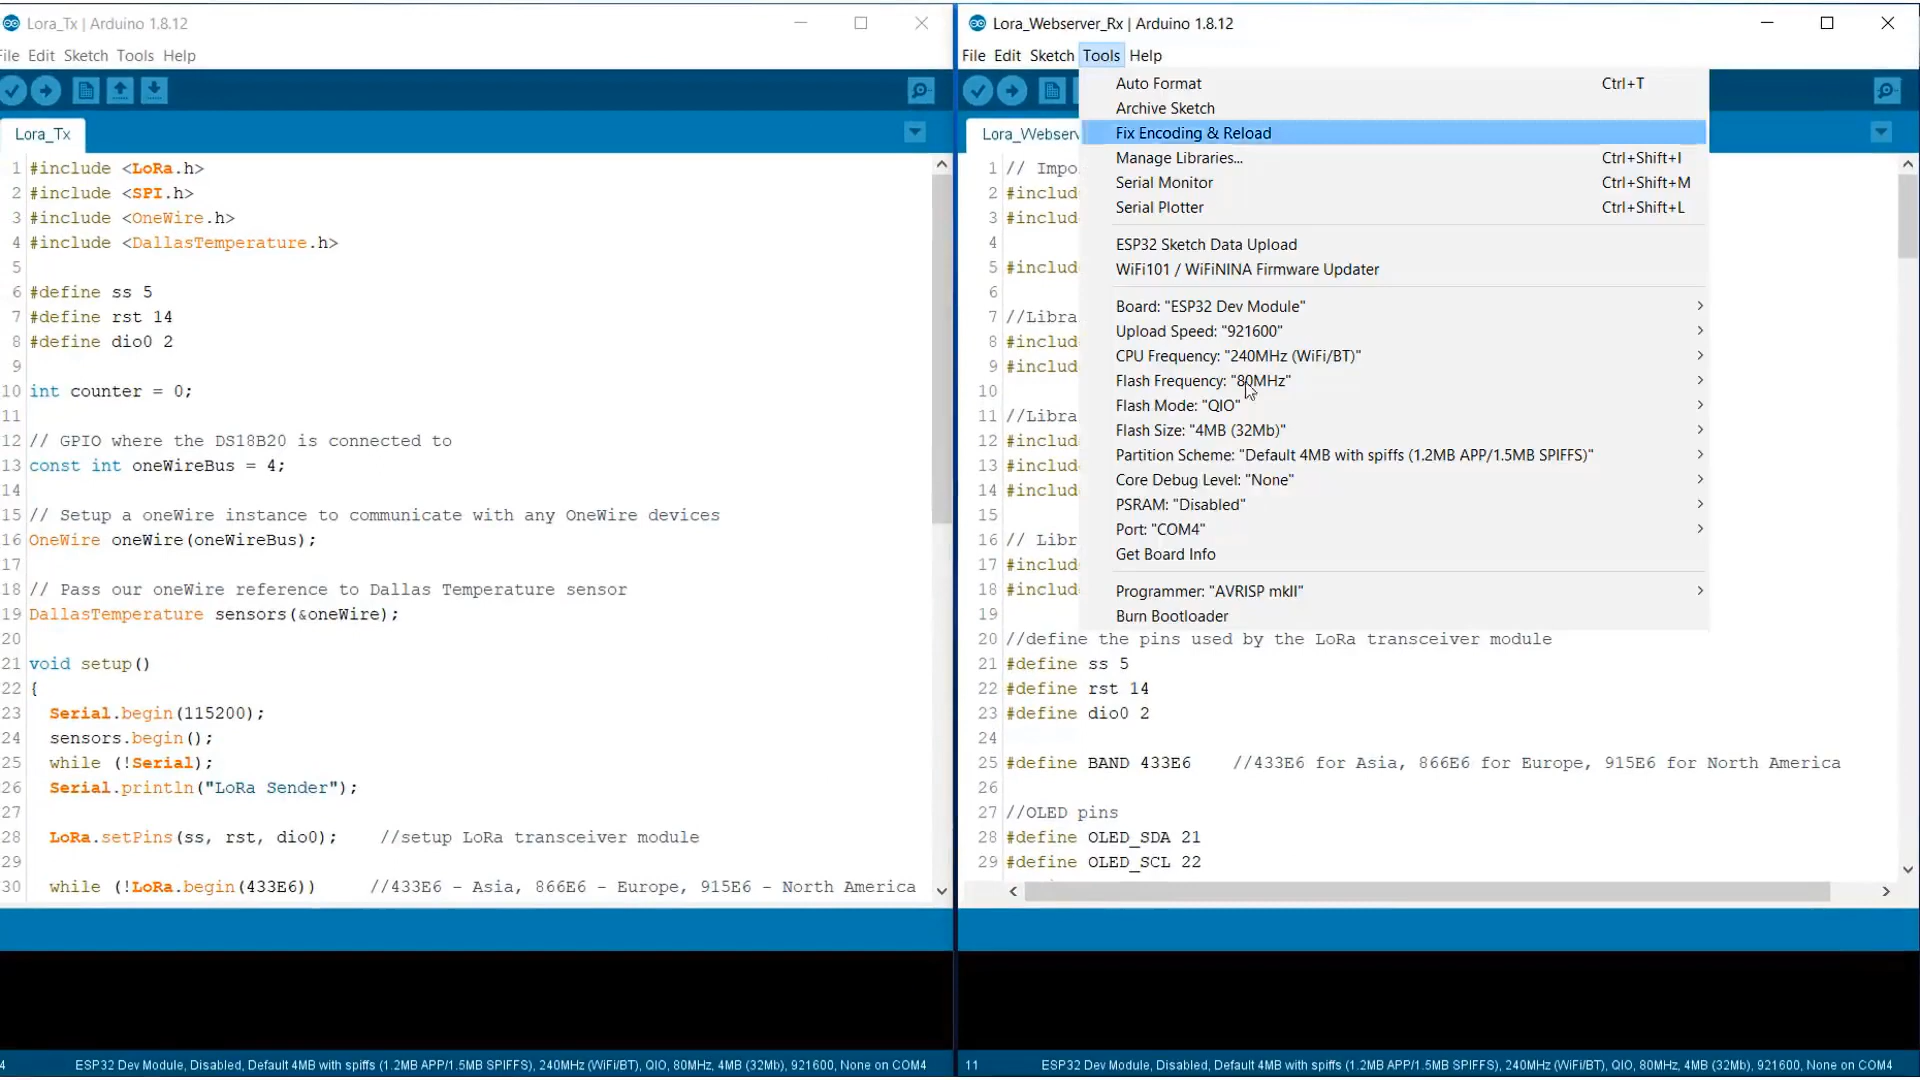 Lora_Tx | Arduino 1.8.12
File Edit Sketch Tools Help
Lora_Tx
1 #include <LoRa.h>
2 #include <SPI.h>
3 #include <OneWire.h>
4 #include <DallasTemperature.h>
5
6 #define ss 5
7 #define rst 14
8 #define dio0 2
9
10 int counter = 0;
11
12 // GPIO where the DS18B20 is connected to
13 const int oneWireBus = 4;
14
15 // Setup a oneWire instance to communicate with any OneWire devices
16 OneWire oneWire(oneWireBus);
17
18 // Pass our oneWire reference to Dallas Temperature sensor
19 DallasTemperature sensors(&oneWire);
20
21 void setup()
22 {
23 Serial.begin(115200);
24 sensors.begin();
25 while (!Serial);
26 Serial.println("LoRa Sender");
27
28 LoRa.setPins(ss, rst, dio0); //setup LoRa transceiver module
29
30 while (!LoRa.begin(433E6)) //433E6 - Asia, 866E6 - Europe, 915E6 - North America
4 ESP32 Dev Module, Disabled, Default 4MB with spiffs (1.2MB APP/1.5MB SPIFFS), 240MHz (WiFi/BT), QIO, 80MHz, 4MB (32Mb), 921600, None on COM4
Lora_Webserver_Rx | Arduino 1.8.12
File Edit Sketch Tools Help
Auto Format Ctrl+T
Archive Sketch
Fix Encoding & Reload
Manage Libraries... Ctrl+Shift+I
Serial Monitor Ctrl+Shift+M
Serial Plotter Ctrl+Shift+L
ESP32 Sketch Data Upload
WiFi101 / WiFiNINA Firmware Updater
Board: "ESP32 Dev Module"
Upload Speed: "921600"
CPU Frequency: "240MHz (WiFi/BT)"
Flash Frequency: "80MHz"
Flash Mode: "QIO"
Flash Size: "4MB (32Mb)"
Partition Scheme: "Default 4MB with spiffs (1.2MB APP/1.5MB SPIFFS)"
Core Debug Level: "None"
PSRAM: "Disabled"
Port: "COM4"
Get Board Info
Programmer: "AVRISP mkII"
Burn Bootloader
Lora_Webser
1 // Impo
2 #includ
3 #includ
4
5 #includ
6
7 //Libra
8 #includ
9 #includ
10
11 //Libra
12 #includ
13 #includ
14 #includ
15
16 // Libr
17 #includ
18 #includ
19
20 //define the pins used by the LoRa transceiver module
21 #define ss 5
22 #define rst 14
23 #define dio0 2
24
25 #define BAND 433E6 //433E6 for Asia, 866E6 for Europe, 915E6 for North America
26
27 //OLED pins
28 #define OLED_SDA 21
29 #define OLED_SCL 22
11 ESP32 Dev Module, Disabled, Default 4MB with spiffs (1.2MB APP/1.5MB SPIFFS), 240MHz (WiFi/BT), QIO, 80MHz, 4MB (32Mb), 921600, None on COM4